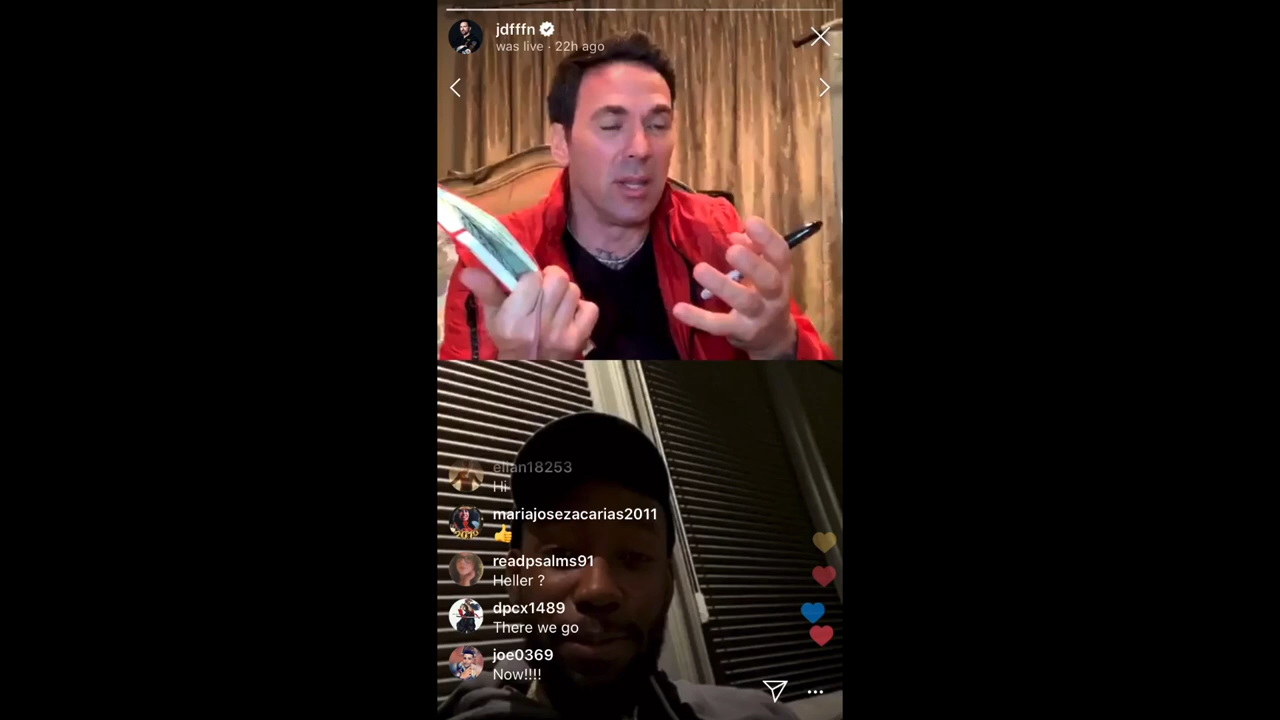 jdfffn
was live · 22h ago
elian18253
Hi
mariajosezacarias2011
👍
readpsalms91
Heller ?
dpcx1489
There we go
joe0369
Now!!!!